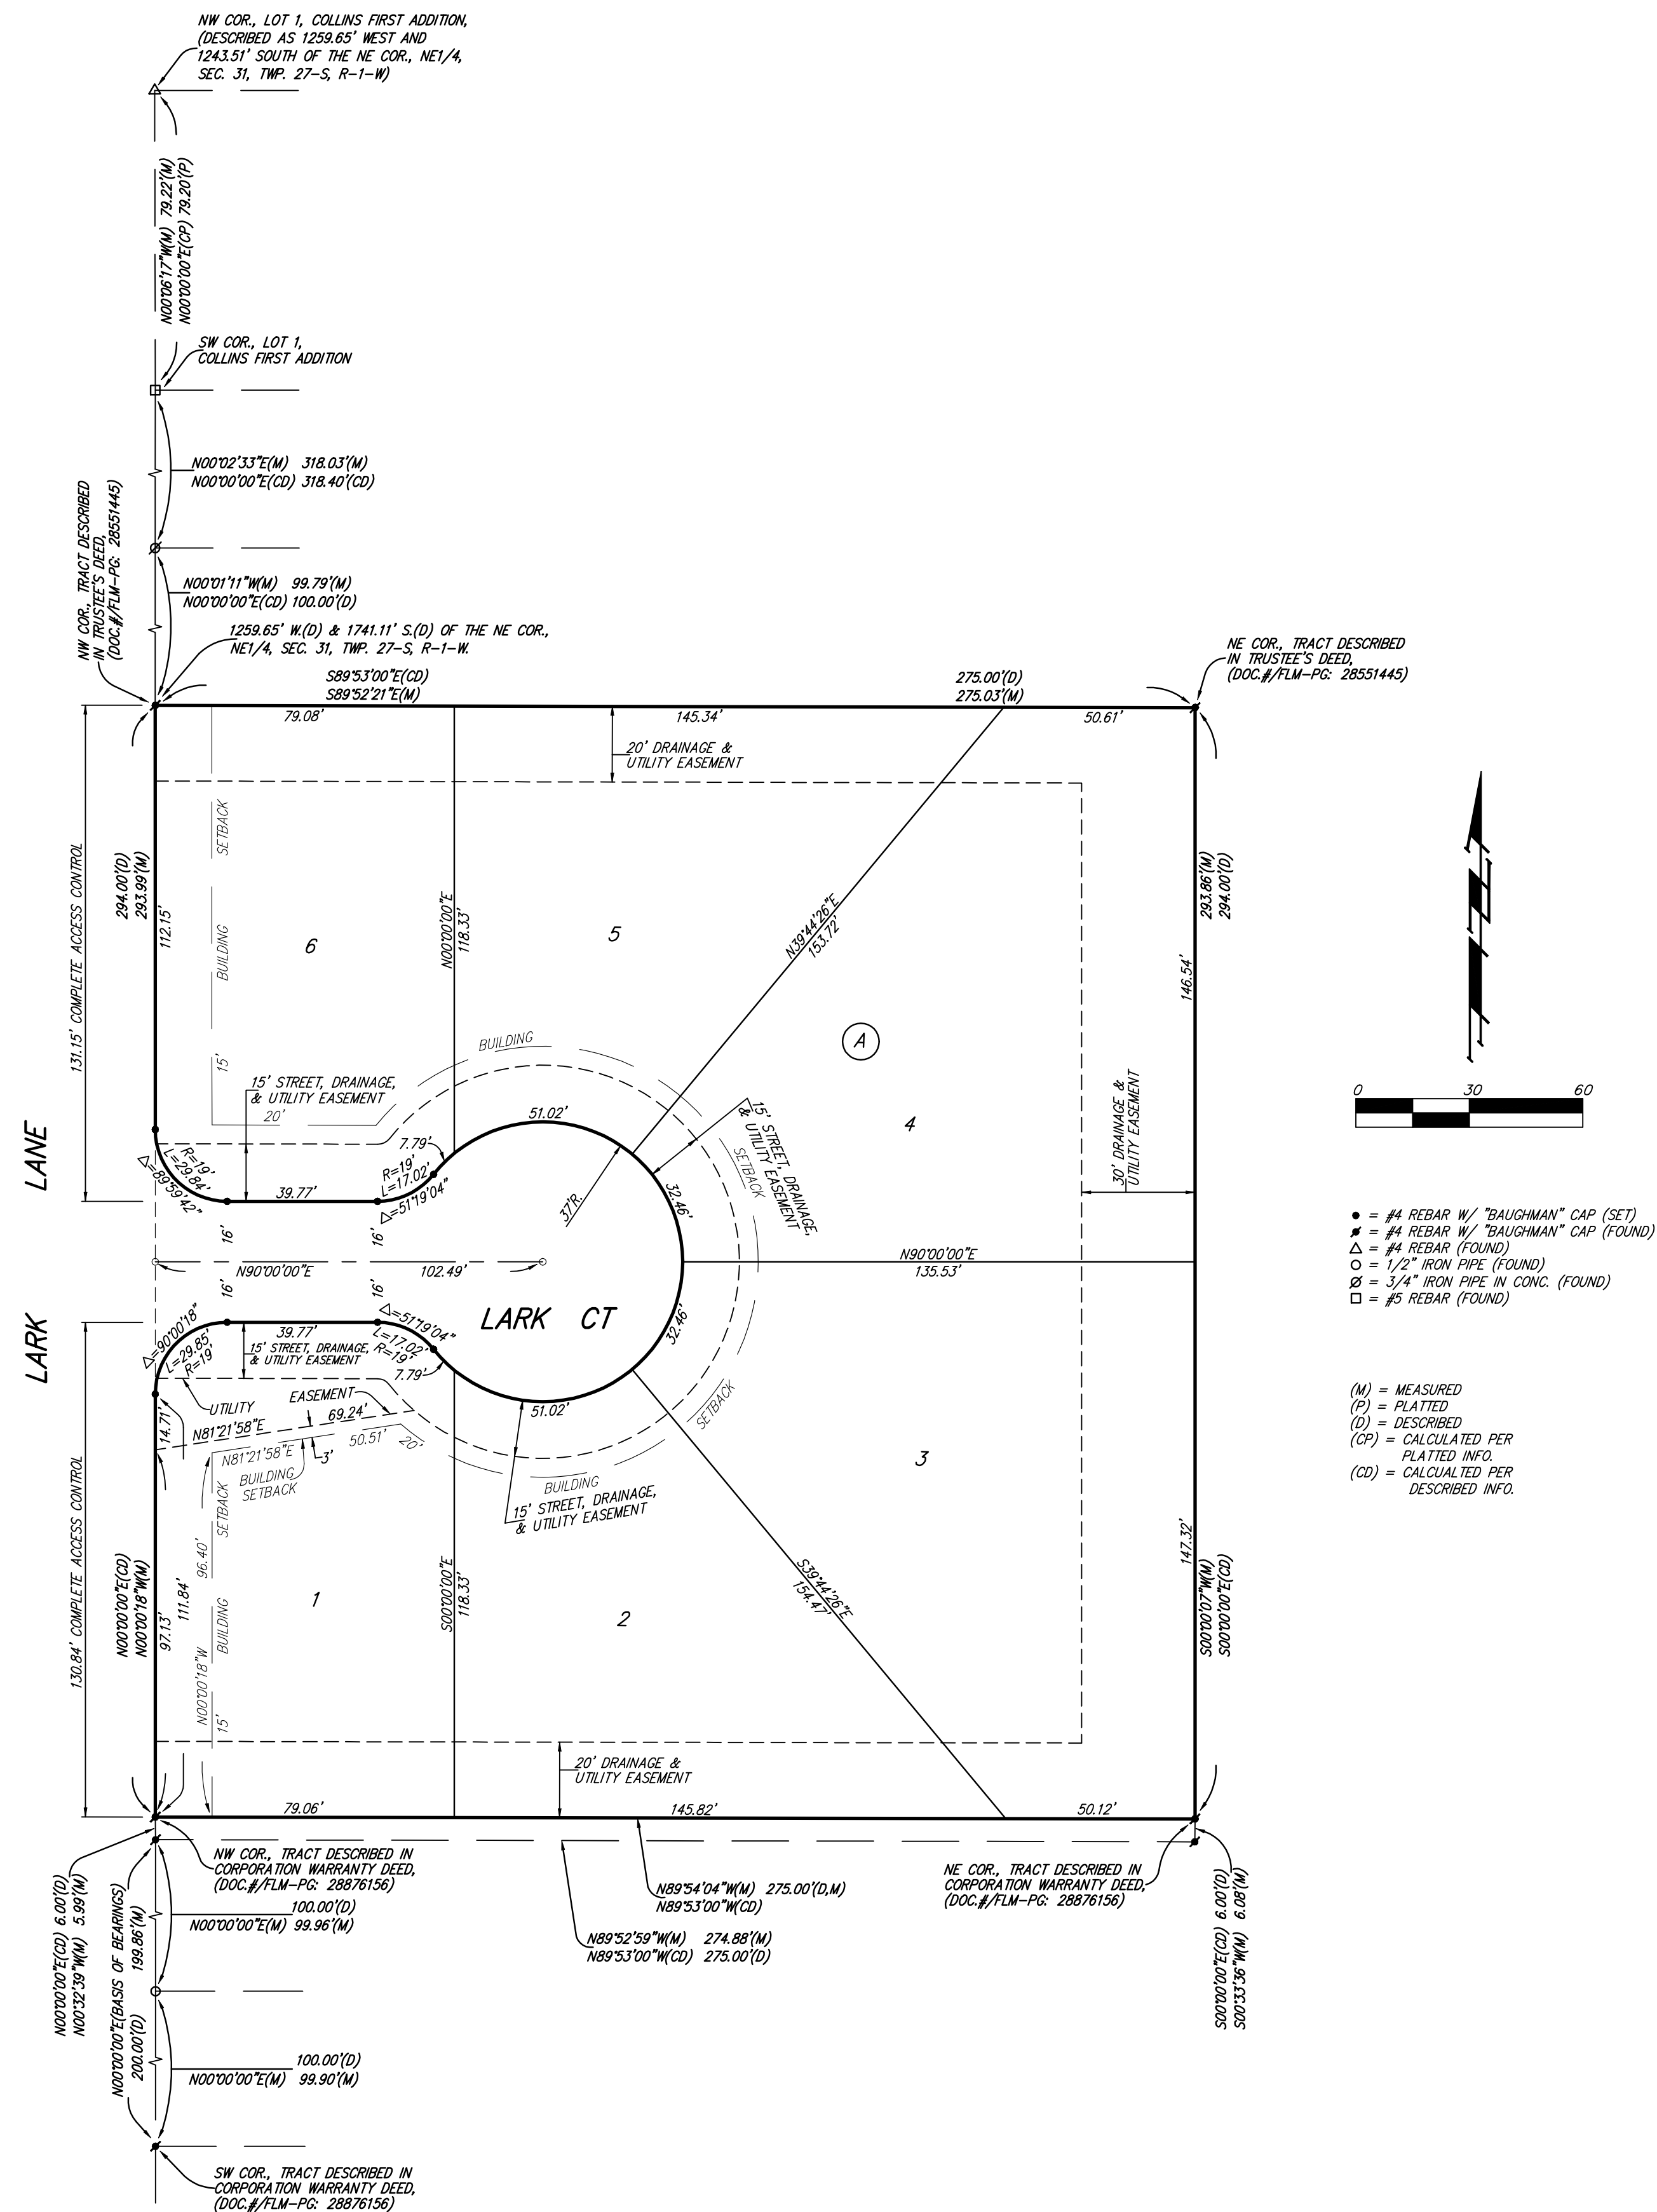 NW COR., LOT 1, COLLINS FIRST ADDITION,
(DESCRIBED AS 1259.65' WEST AND
1243.51' SOUTH OF THE NE COR., NE1/4,
SEC. 31, TWP. 27-S, R-1-W)
N00°06'17"W(M) 79.22'(M)
N00°00'00"E(CP) 79.20'(P)
SW COR., LOT 1,
COLLINS FIRST ADDITION
N00°02'33"E(M) 318.03'(M)
N00°00'00"E(CD) 318.40'(CD)
NW COR., TRACT DESCRIBED
IN TRUSTEE'S DEED,
(DOC.#/FLM-PG: 28551445)
N00°01'11"W(M) 99.79'(M)
N00°00'00"E(CD) 100.00'(D)
1259.65' W.(D) & 1741.11' S.(D) OF THE NE COR.,
NE1/4, SEC. 31, TWP. 27-S, R-1-W.
NE COR., TRACT DESCRIBED
IN TRUSTEE'S DEED,
(DOC.#/FLM-PG: 28551445)
S89°53'00"E(CD)
S89°52'21"E(M)
275.00'(D)
275.03'(M)
79.08'
145.34'
50.61'
20' DRAINAGE &
UTILITY EASEMENT
131.15' COMPLETE ACCESS CONTROL
294.00'(D)
293.99'(M)
112.15'
SETBACK
BUILDING
15'
6
N00°00'00"E
118.33'
5
N39°44'26"E
153.72'
293.86'(M)
294.00'(D)
146.54'
A
4
BUILDING
15' STREET, DRAINAGE,
& UTILITY EASEMENT
20'
15' STREET, DRAINAGE,
& UTILITY EASEMENT
SETBACK
30' DRAINAGE &
UTILITY EASEMENT
0 30 60
LANE
51.02'
7.79'
R=19'
L=29.84'
△=89°59'42"
R=19'
L=17.02'
△=51°19'04"
39.77'
37'R.
32.46'
16'
16'
N90°00'00"E
102.49'
N90°00'00"E
135.53'
● = #4 REBAR W/ "BAUGHMAN" CAP (SET)
= #4 REBAR W/ "BAUGHMAN" CAP (FOUND)
△ = #4 REBAR (FOUND)
○ = 1/2" IRON PIPE (FOUND)
Ø = 3/4" IRON PIPE IN CONC. (FOUND)
□ = #5 REBAR (FOUND)
LARK
16'
16'
LARK CT
32.46'
△=90°00'18"
L=29.85'
R=19'
39.77'
△=51°19'04"
L=17.02'
R=19'
7.79'
15' STREET, DRAINAGE,
& UTILITY EASEMENT
UTILITY EASEMENT
N81°21'58"E 69.24'
14.71'
N81°21'58"E 50.51'
20'
3'
BUILDING
SETBACK
51.02'
SETBACK
BUILDING
15' STREET, DRAINAGE,
& UTILITY EASEMENT
(M) = MEASURED
(P) = PLATTED
(D) = DESCRIBED
(CP) = CALCULATED PER
PLATTED INFO.
(CD) = CALCUALTED PER
DESCRIBED INFO.
130.84' COMPLETE ACCESS CONTROL
N00°00'00"E(CD)
N00°00'18"W(M)
97.13'
111.84'
N00°00'18"W 96.40'
SETBACK
BUILDING
15'
1
S00°00'00"E
118.33'
2
S39°44'26"E
154.47'
3
147.32'
S00°00'07"W(M)
S00°00'00"E(CD)
20' DRAINAGE &
UTILITY EASEMENT
79.06'
145.82'
50.12'
NW COR., TRACT DESCRIBED IN
CORPORATION WARRANTY DEED,
(DOC.#/FLM-PG: 28876156)
N89°54'04"W(M) 275.00'(D,M)
N89°53'00"W(CD)
NE COR., TRACT DESCRIBED IN
CORPORATION WARRANTY DEED,
(DOC.#/FLM-PG: 28876156)
N89°52'59"W(M) 274.88'(M)
N89°53'00"W(CD) 275.00'(D)
N00°00'00"E(CD) 6.00'(D)
N00°32'39"W(M) 5.99'(M)
N00°00'00"E(BASIS OF BEARINGS) 199.86'(M)
200.00'(D)
100.00'(D)
N00°00'00"E(M) 99.96'(M)
S00°00'00"E(CD) 6.00'(D)
S00°33'36"W(M) 6.08'(M)
100.00'(D)
N00°00'00"E(M) 99.90'(M)
SW COR., TRACT DESCRIBED IN
CORPORATION WARRANTY DEED,
(DOC.#/FLM-PG: 28876156)